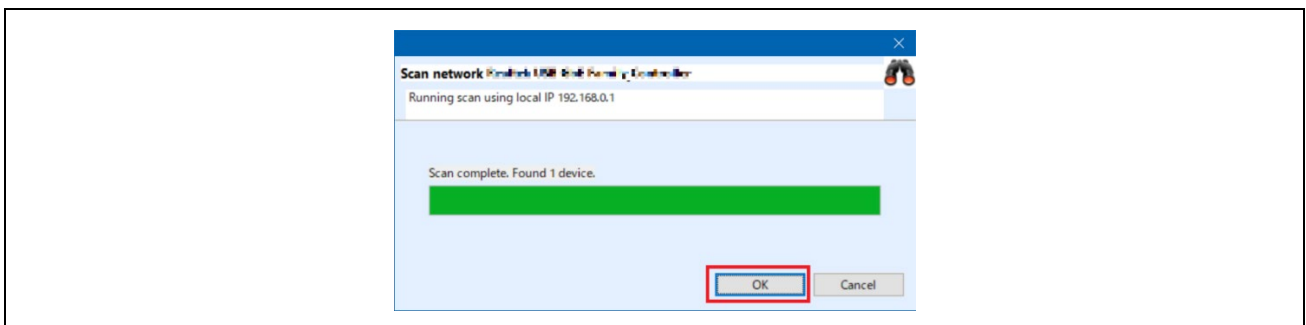 Scan network
Running scan using local IP 192.168.0.1
Scan complete. Found 1 device.
OK
Cancel